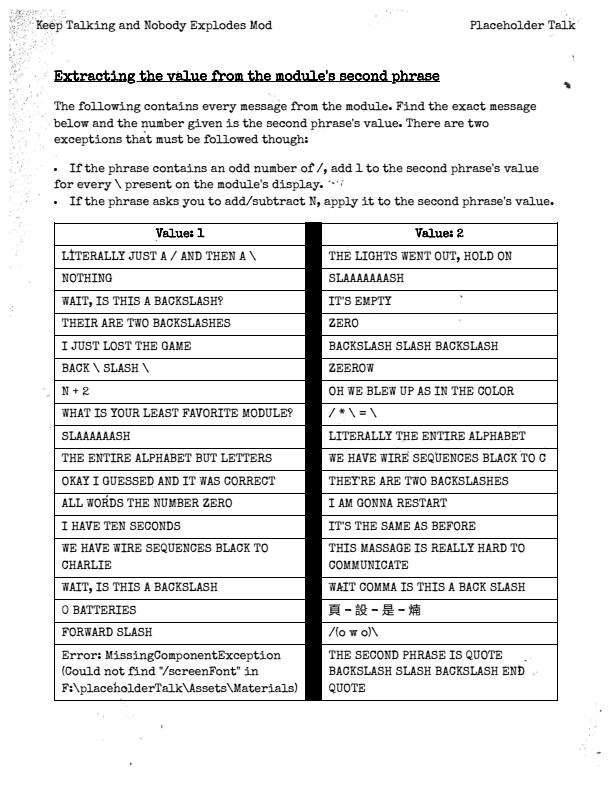 Keep Talking and Nobody Explodes Mod Placeholder Talk
Extracting the value from the module's second phrase
The following contains every message from the module. Find the exact message
below and the number given is the second phrase's value. There are two
exceptions that must be followed though:
• If the phrase contains an odd number of /, add 1 to the second phrase's value
for every \ present on the module's display.
• If the phrase asks you to add/subtract N, apply it to the second phrase's value.
Value: 1 Value: 2
LITERALLY JUST A / AND THEN A \ THE LIGHTS WENT OUT, HOLD ON
NOTHING SLAAAAAAASH
WAIT, IS THIS A BACKSLASH? IT'S EMPTY
THEIR ARE TWO BACKSLASHES ZERO
I JUST LOST THE GAME BACKSLASH SLASH BACKSLASH
BACK \ SLASH \ ZEEROW
N + 2 OH WE BLEW UP AS IN THE COLOR
WHAT IS YOUR LEAST FAVORITE MODULE? / * \ = \
SLAAAAAASH LITERALLY THE ENTIRE ALPHABET
THE ENTIRE ALPHABET BUT LETTERS WE HAVE WIRE SEQUENCES BLACK TO C
OKAY I GUESSED AND IT WAS CORRECT THEY'RE ARE TWO BACKSLASHES
ALL WORDS THE NUMBER ZERO I AM GONNA RESTART
I HAVE TEN SECONDS IT'S THE SAME AS BEFORE
WE HAVE WIRE SEQUENCES BLACK TO THIS MASSAGE IS REALLY HARD TO
CHARLIE COMMUNICATE
WAIT, IS THIS A BACKSLASH WAIT COMMA IS THIS A BACK SLASH
0 BATTERIES 頁 – 設 – 是 – 煵
FORWARD SLASH /(o w o)\
Error: MissingComponentException THE SECOND PHRASE IS QUOTE
(Could not find "/screenFont" in BACKSLASH SLASH BACKSLASH END
F:\placeholderTalk\Assets\Materials) QUOTE